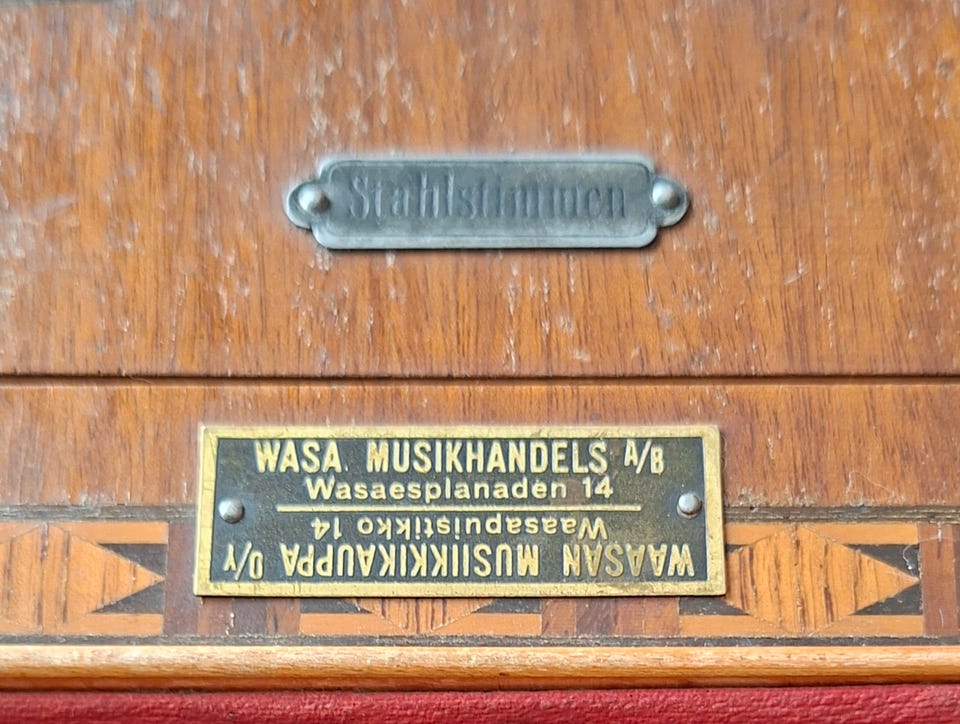 Stahlstimmen
WASA MUSIKHANDELS A/B
Wasaesplanaden 14
WAASAN MUSIIKKIKAUPPA O/Y
Waasapuistikko 14